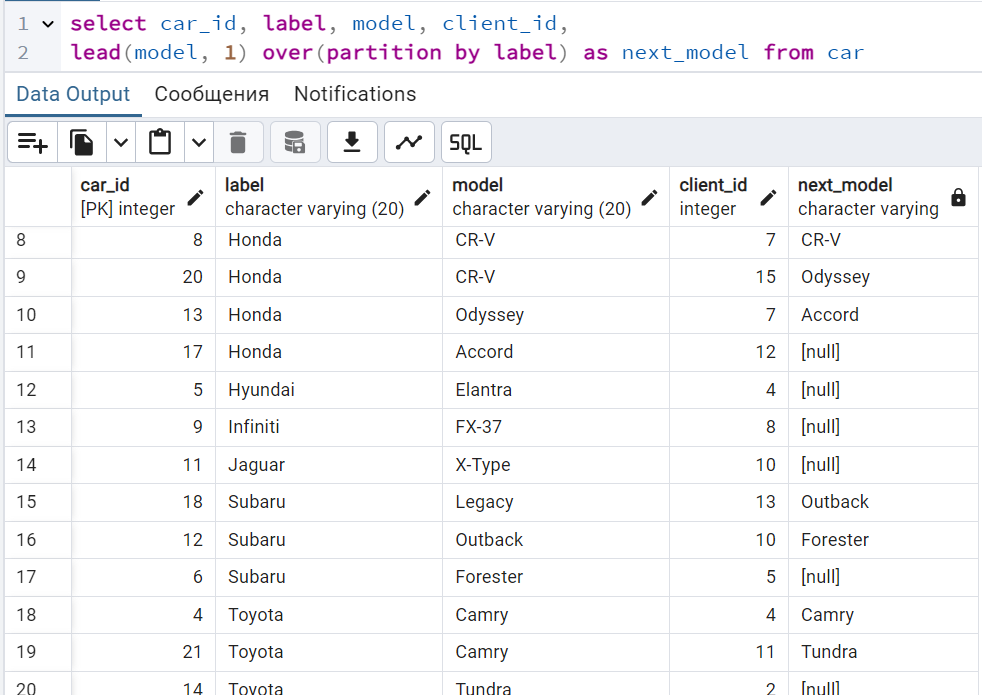 1 select car_id, label, model, client_id,
2 lead(model, 1) over(partition by label) as next_model from car
Data Output Сообщения Notifications
SQL
car_id label model client_id next_model
[PK] integer character varying (20) character varying (20) integer character varying
8 8 Honda CR-V 7 CR-V
9 20 Honda CR-V 15 Odyssey
10 13 Honda Odyssey 7 Accord
11 17 Honda Accord 12 [null]
12 5 Hyundai Elantra 4 [null]
13 9 Infiniti FX-37 8 [null]
14 11 Jaguar X-Type 10 [null]
15 18 Subaru Legacy 13 Outback
16 12 Subaru Outback 10 Forester
17 6 Subaru Forester 5 [null]
18 4 Toyota Camry 4 Camry
19 21 Toyota Camry 11 Tundra
20 14 Toyota Tundra 2 [null]